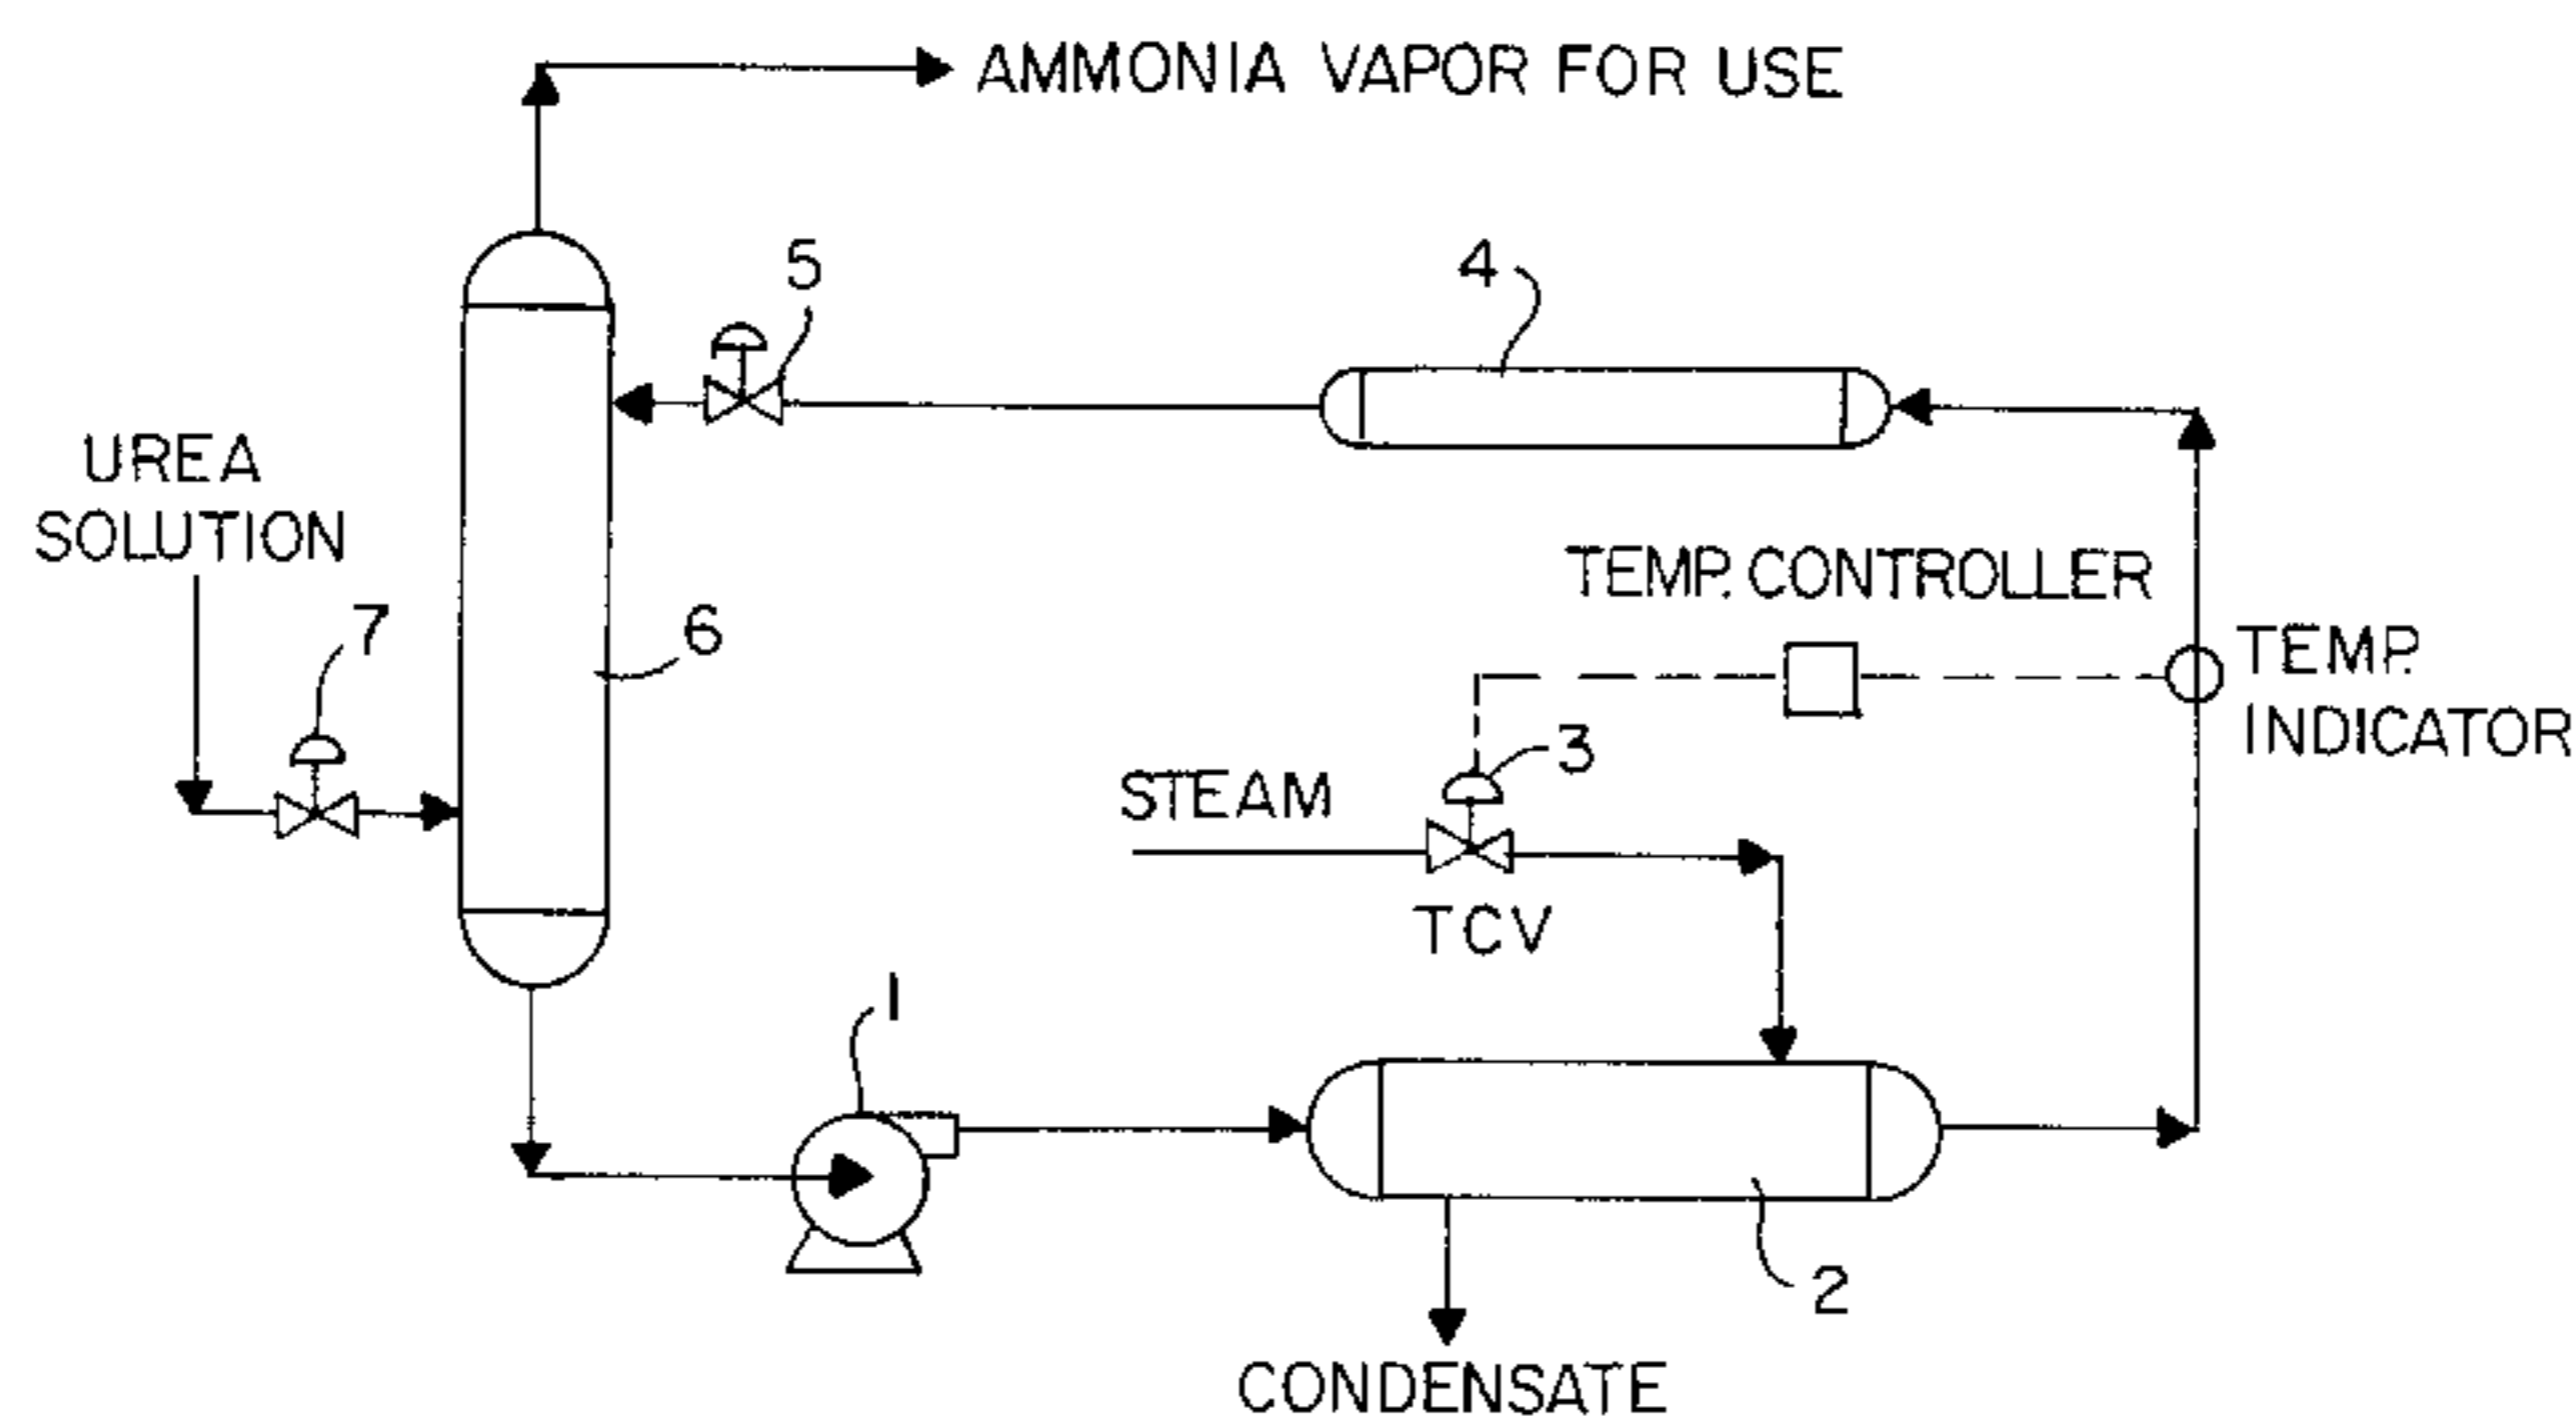 AMMONIA VAPOR FOR USE
5
4
UREA
SOLUTION
TEMP. CONTROLLER
7
6
TEMP.
INDICATOR
3
STEAM
TCV
1
2
CONDENSATE